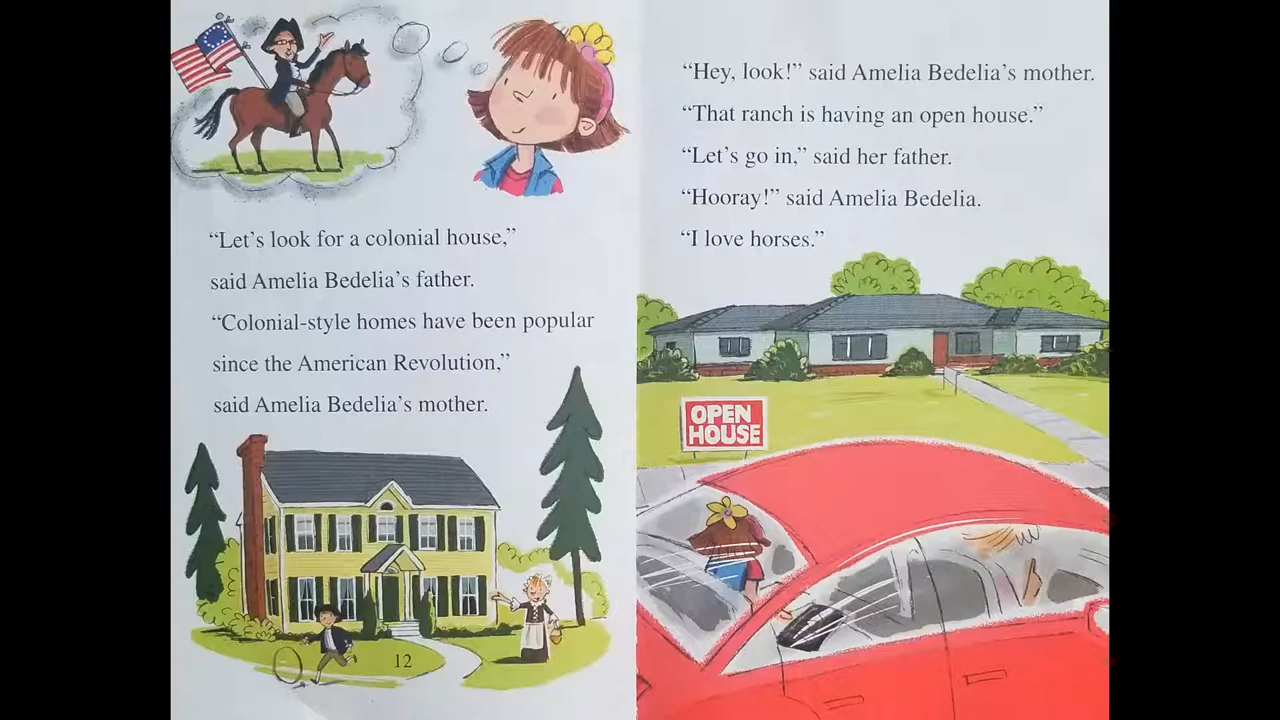 “Let’s look for a colonial house,”
said Amelia Bedelia’s father.
“Colonial-style homes have been popular
since the American Revolution,”
said Amelia Bedelia’s mother.
12
“Hey, look!” said Amelia Bedelia’s mother.
“That ranch is having an open house.”
“Let’s go in,” said her father.
“Hooray!” said Amelia Bedelia.
“I love horses.”
OPEN
HOUSE